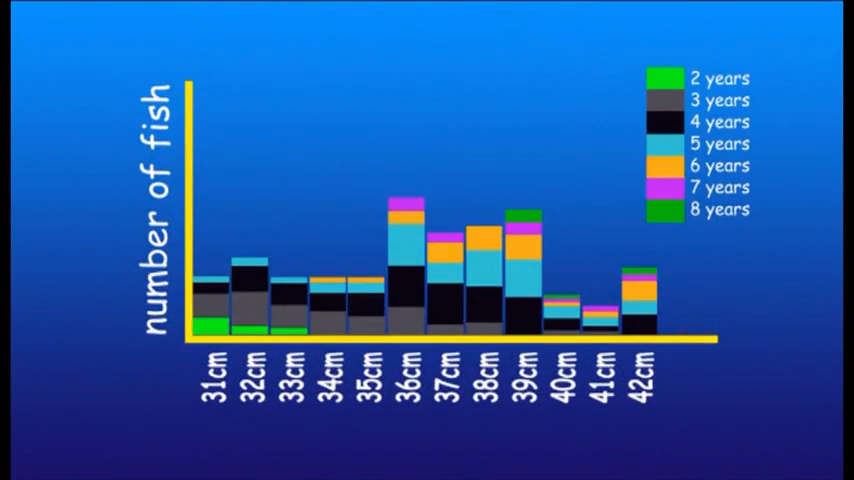 number of fish
2 years
3 years
4 years
5 years
6 years
7 years
8 years
31cm
32cm
33cm
34cm
35cm
36cm
37cm
38cm
39cm
40cm
41cm
42cm